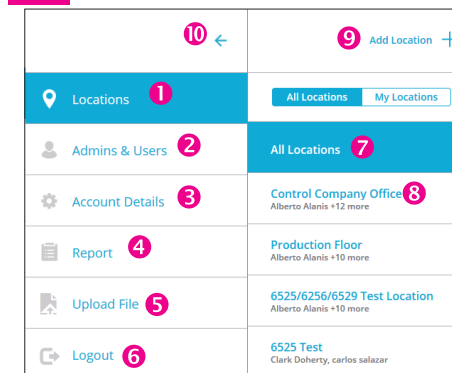 10
Locations 1
Admins & Users 2
Account Details 3
Report 4
Upload File 5
Logout 6
9 Add Location
All Locations My Locations
All Locations 7
Control Company Office 8
Alberto Alanis +12 more
Production Floor
Alberto Alanis +10 more
6525/6256/6529 Test Location
Alberto Alanis +10 more
6525 Test
Clark Doherty, carlos salazar